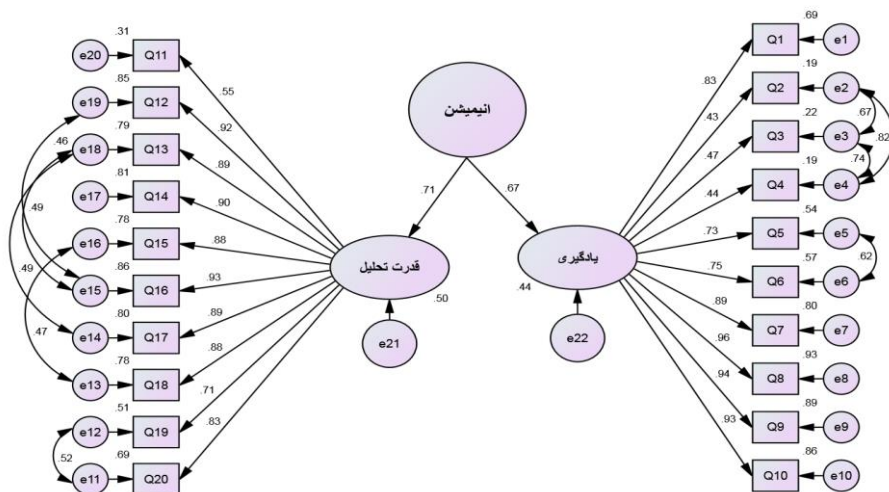 .31
e20
Q11
.85
e19
Q12
.79
e18
Q13
.81
e17
Q14
.78
e16
Q15
.86
e15
Q16
.80
e14
Q17
.78
e13
Q18
.51
e12
Q19
.69
e11
Q20
.46
.49
.49
.47
.52
.55
.92
.89
.90
.88
.93
.89
.88
.71
.83
انیمیشن
.71
.67
قدرت تحلیل
.50
e21
یادگیری
.44
e22
.83
.43
.47
.44
.73
.75
.89
.96
.94
.93
.69
Q1
e1
.19
Q2
e2
.22
Q3
e3
.19
Q4
e4
.54
Q5
e5
.57
Q6
e6
.80
Q7
e7
.93
Q8
e8
.89
Q9
e9
.86
Q10
e10
.67
.82
.74
.62